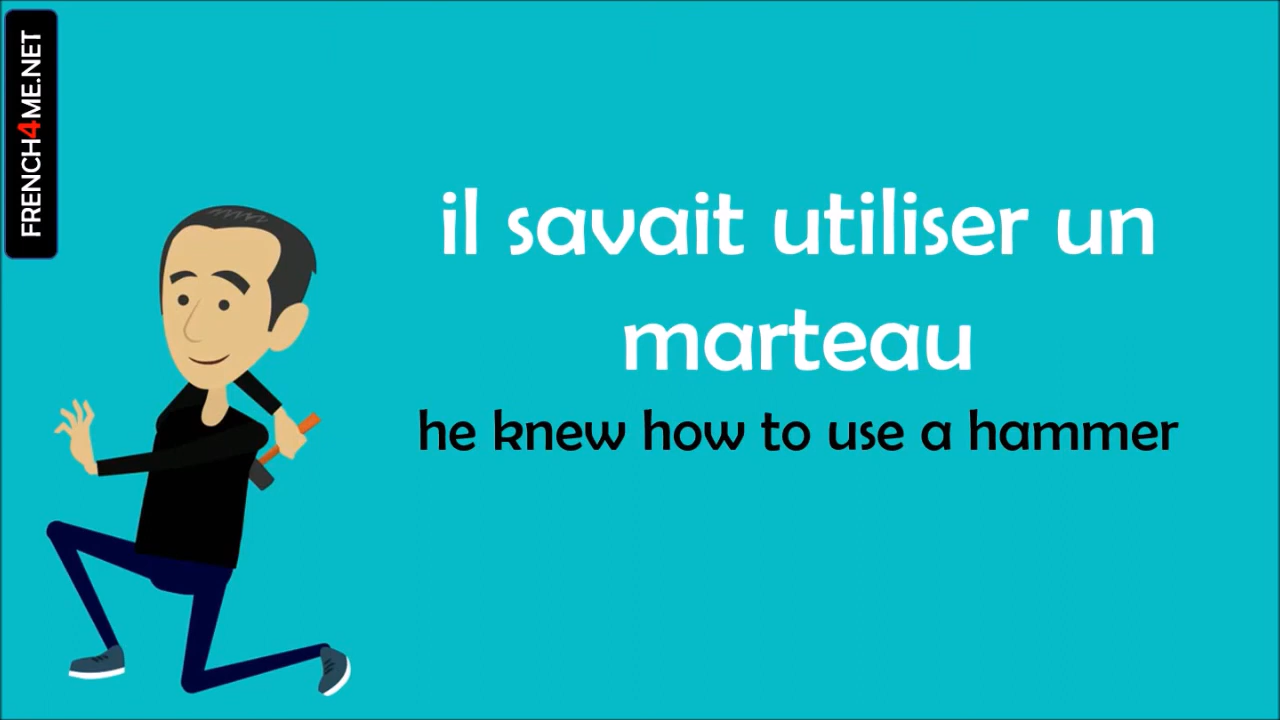 FRENCH4ME.NET
il savait utiliser un
marteau
he knew how to use a hammer